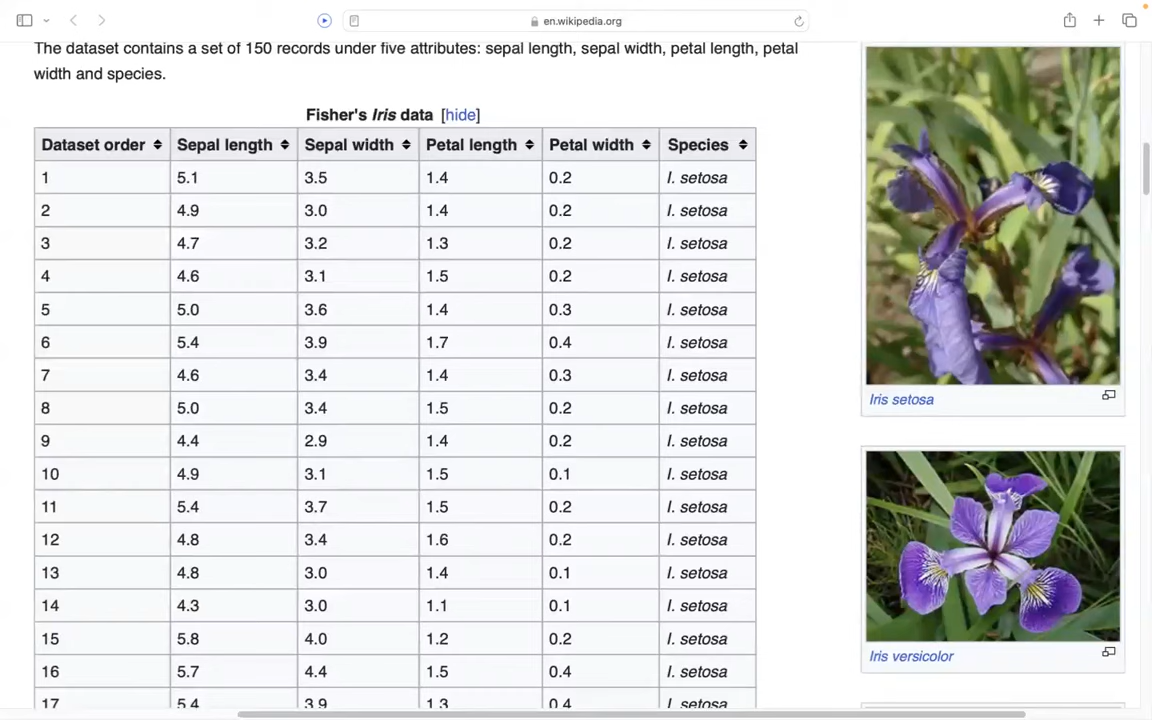 en.wikipedia.org
The dataset contains a set of 150 records under five attributes: sepal length, sepal width, petal length, petal
width and species.
Fisher's Iris data [hide]
Dataset order Sepal length Sepal width Petal length Petal width Species
1 5.1 3.5 1.4 0.2 I. setosa
2 4.9 3.0 1.4 0.2 I. setosa
3 4.7 3.2 1.3 0.2 I. setosa
4 4.6 3.1 1.5 0.2 I. setosa
5 5.0 3.6 1.4 0.3 I. setosa
6 5.4 3.9 1.7 0.4 I. setosa
7 4.6 3.4 1.4 0.3 I. setosa
8 5.0 3.4 1.5 0.2 I. setosa
9 4.4 2.9 1.4 0.2 I. setosa
10 4.9 3.1 1.5 0.1 I. setosa
11 5.4 3.7 1.5 0.2 I. setosa
12 4.8 3.4 1.6 0.2 I. setosa
13 4.8 3.0 1.4 0.1 I. setosa
14 4.3 3.0 1.1 0.1 I. setosa
15 5.8 4.0 1.2 0.2 I. setosa
16 5.7 4.4 1.5 0.4 I. setosa
17 5.4 3.9 1.3 0.4 I. setosa
Iris setosa
Iris versicolor